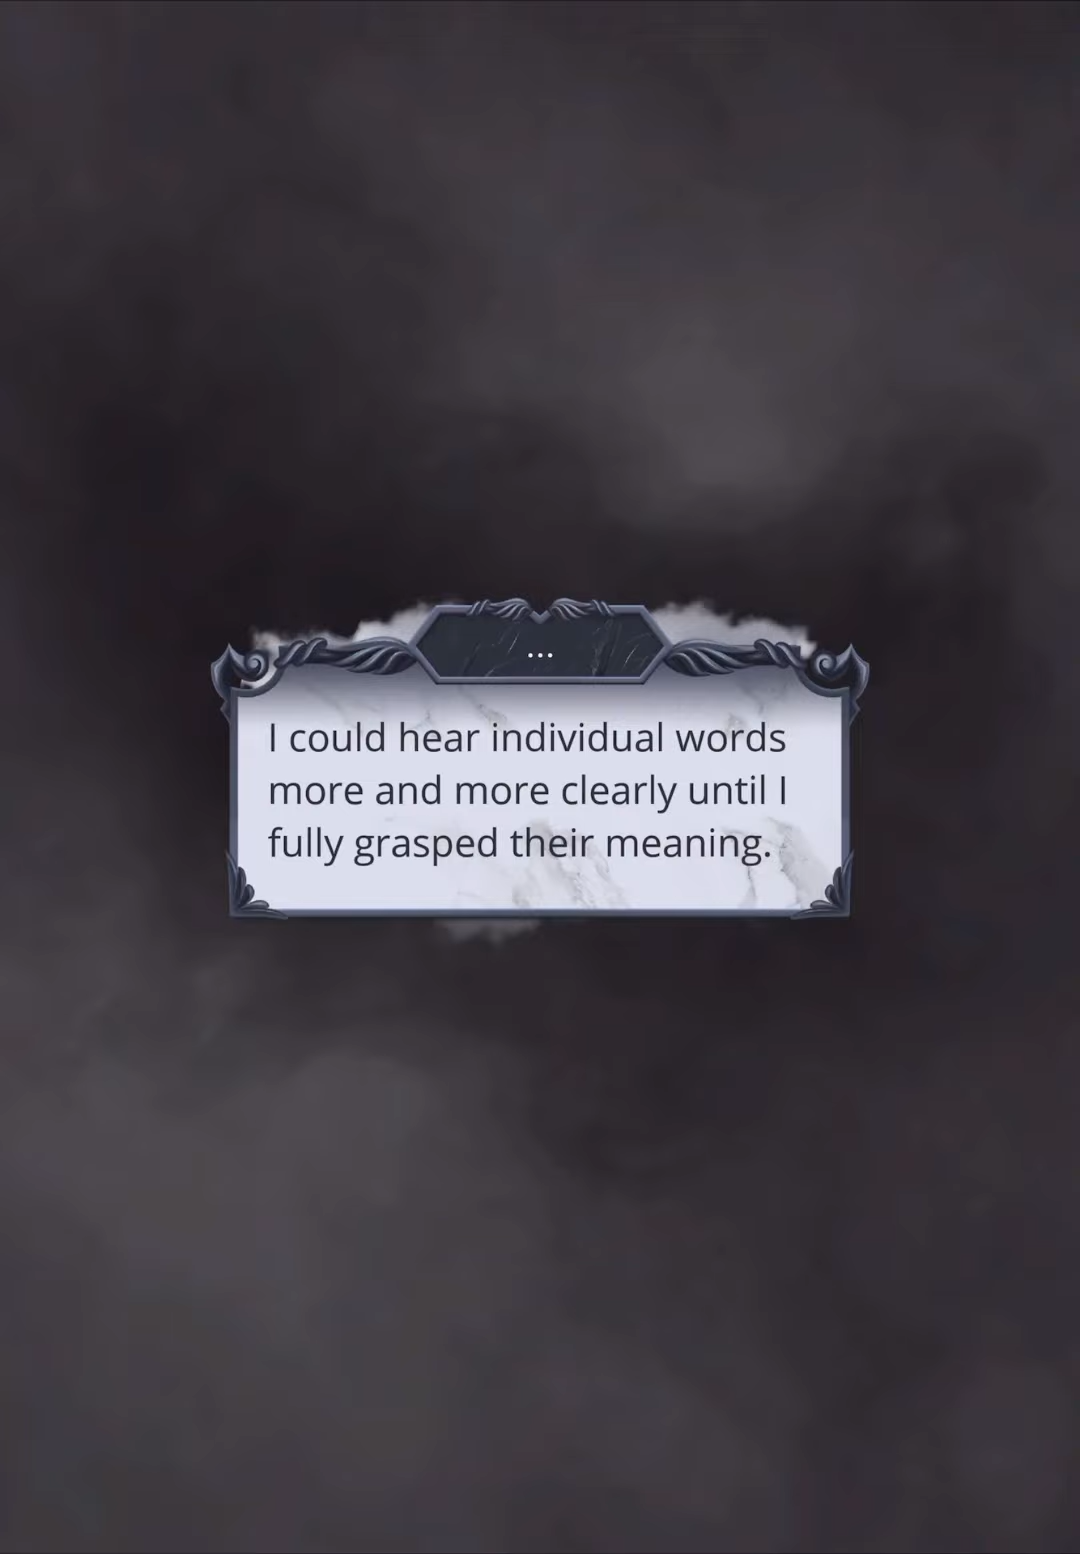 ...
I could hear individual words
more and more clearly until I
fully grasped their meaning.